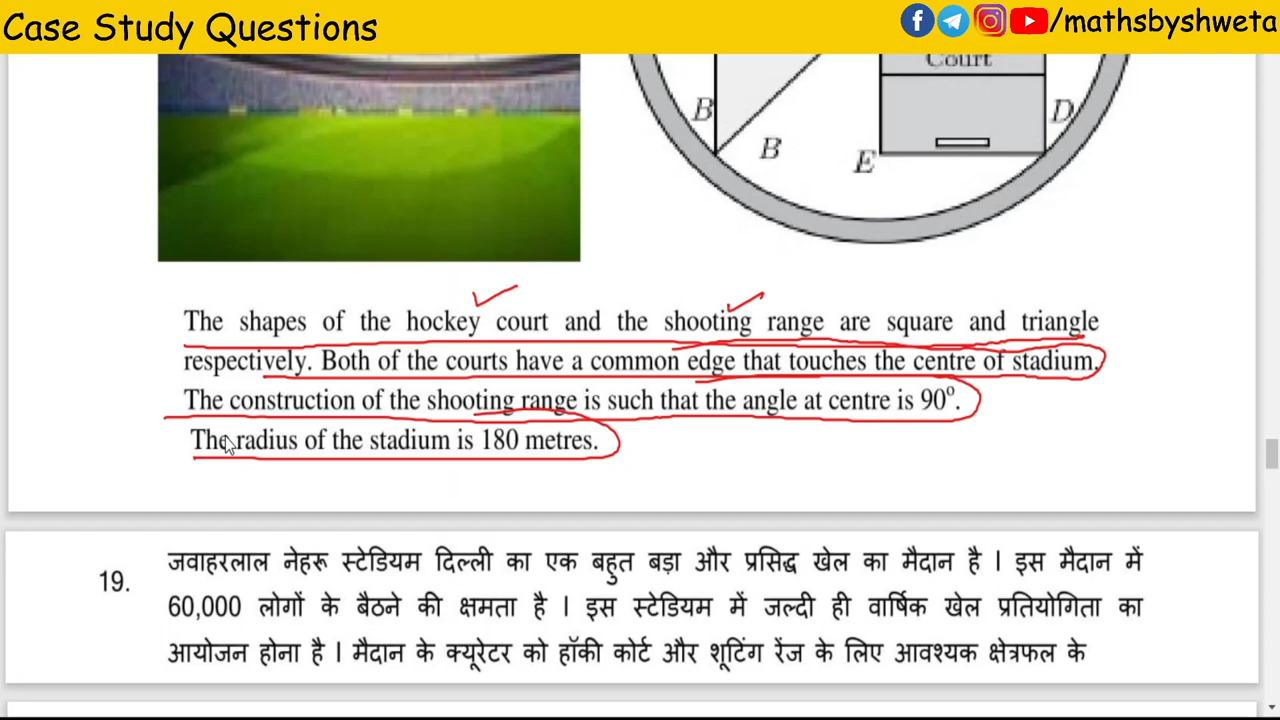 Case Study Questions
/mathsbyshweta
Court
B
D
B
E
The shapes of the hockey court and the shooting range are square and triangle
respectively. Both of the courts have a common edge that touches the centre of stadium.
The construction of the shooting range is such that the angle at centre is 90°.
The radius of the stadium is 180 metres.
19.
जवाहरलाल नेहरू स्टेडियम दिल्ली का एक बहुत बड़ा और प्रसिद्ध खेल का मैदान है । इस मैदान में
60,000 लोगों के बैठने की क्षमता है । इस स्टेडियम में जल्दी ही वार्षिक खेल प्रतियोगिता का
आयोजन होना है । मैदान के क्यूरेटर को हॉकी कोर्ट और शूटिंग रेंज के लिए आवश्यक क्षेत्रफल के